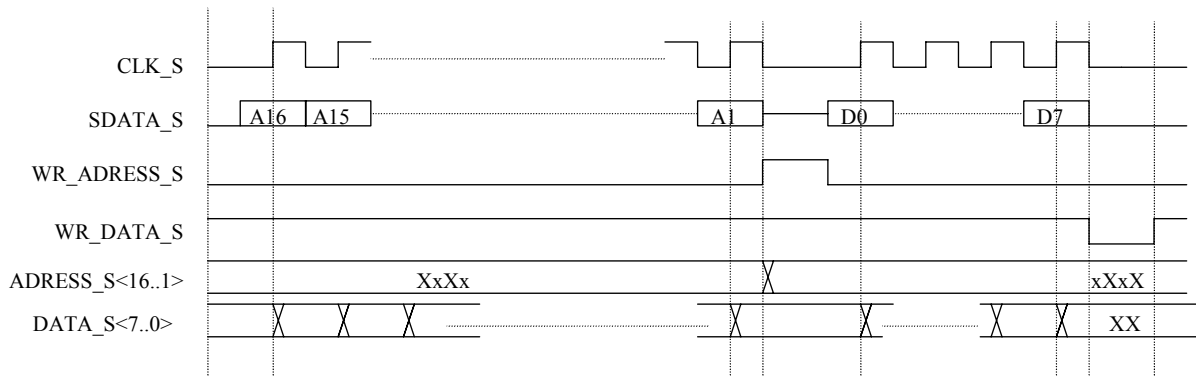 CLK_S
SDATA_S A16 A15 A1 D0 D7
WR_ADRESS_S
WR_DATA_S
ADRESS_S<16..1> XxXx xXxX
DATA_S<7..0> XX